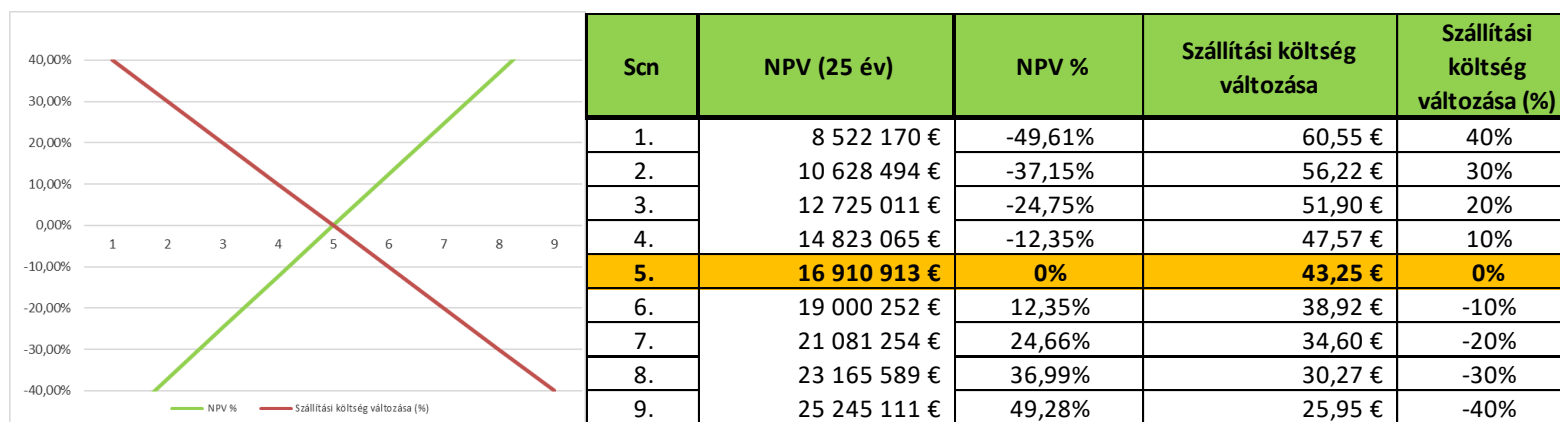 40,00%
30,00%
20,00%
10,00%
0,00%
-10,00%
-20,00%
-30,00%
-40,00%
1 2 3 4 5 6 7 8 9
NPV % Szállítási költség változása (%)
Scn NPV (25 év) NPV % Szállítási költség változása Szállítási költség változása (%)
1. 8 522 170 € -49,61% 60,55 € 40%
2. 10 628 494 € -37,15% 56,22 € 30%
3. 12 725 011 € -24,75% 51,90 € 20%
4. 14 823 065 € -12,35% 47,57 € 10%
5. 16 910 913 € 0% 43,25 € 0%
6. 19 000 252 € 12,35% 38,92 € -10%
7. 21 081 254 € 24,66% 34,60 € -20%
8. 23 165 589 € 36,99% 30,27 € -30%
9. 25 245 111 € 49,28% 25,95 € -40%